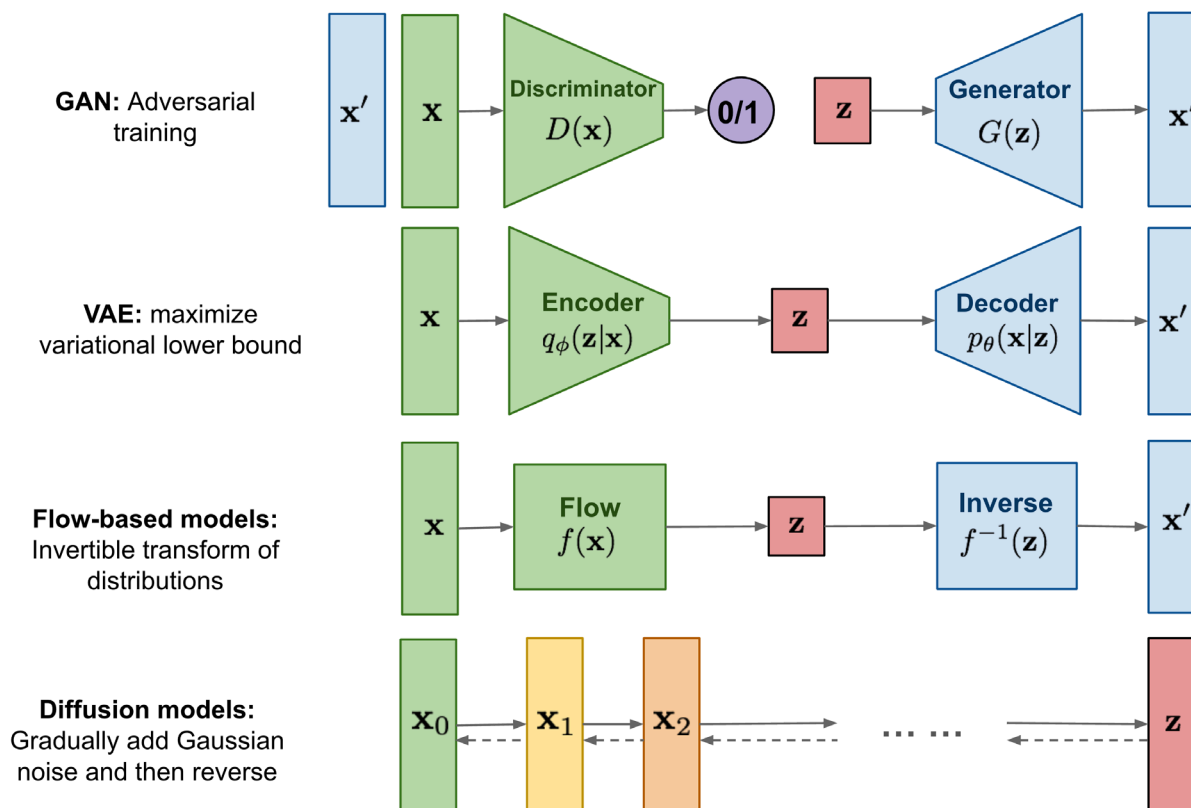 GAN: Adversarial
training
x′
x
Discriminator
D(x)
0/1
z
Generator
G(z)
x′
VAE: maximize
variational lower bound
x
Encoder
qϕ(z|x)
z
Decoder
pθ(x|z)
x′
Flow-based models:
Invertible transform of
distributions
x
Flow
f(x)
z
Inverse
f⁻¹(z)
x′
Diffusion models:
Gradually add Gaussian
noise and then reverse
x₀
x₁
x₂
... ...
z